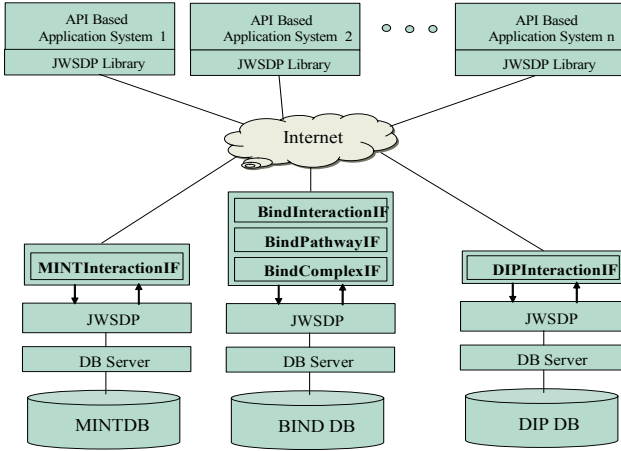 API Based
Application System 1
JWSDP Library
API Based
Application System 2
JWSDP Library
API Based
Application System n
JWSDP Library
Internet
BindInteractionIF
BindPathwayIF
BindComplexIF
MINTInteractionIF
DIPInteractionIF
JWSDP
JWSDP
JWSDP
DB Server
DB Server
DB Server
MINTDB
BIND DB
DIP DB